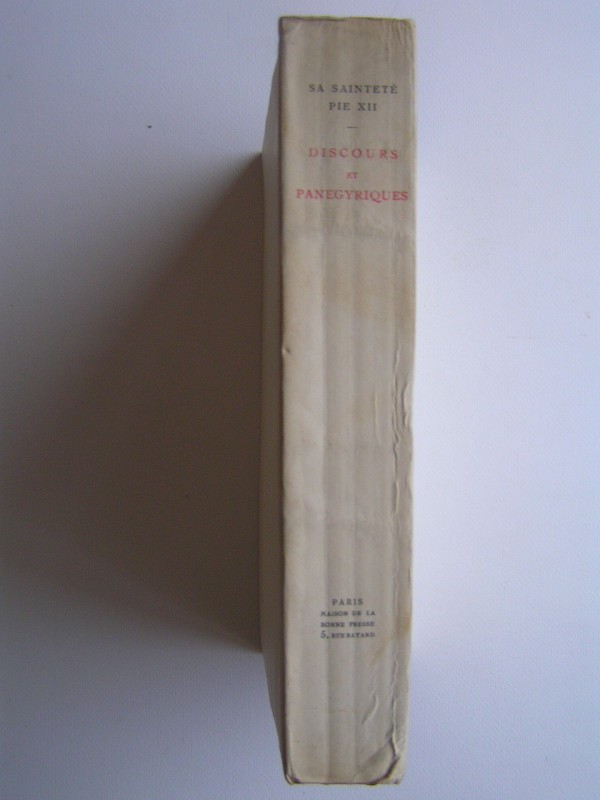 SA SAINTETÉ
PIE XII
—
DISCOURS
ET
PANEGYRIQUES
PARIS
MAISON DE LA
BONNE PRESSE
5, RUE BAYARD